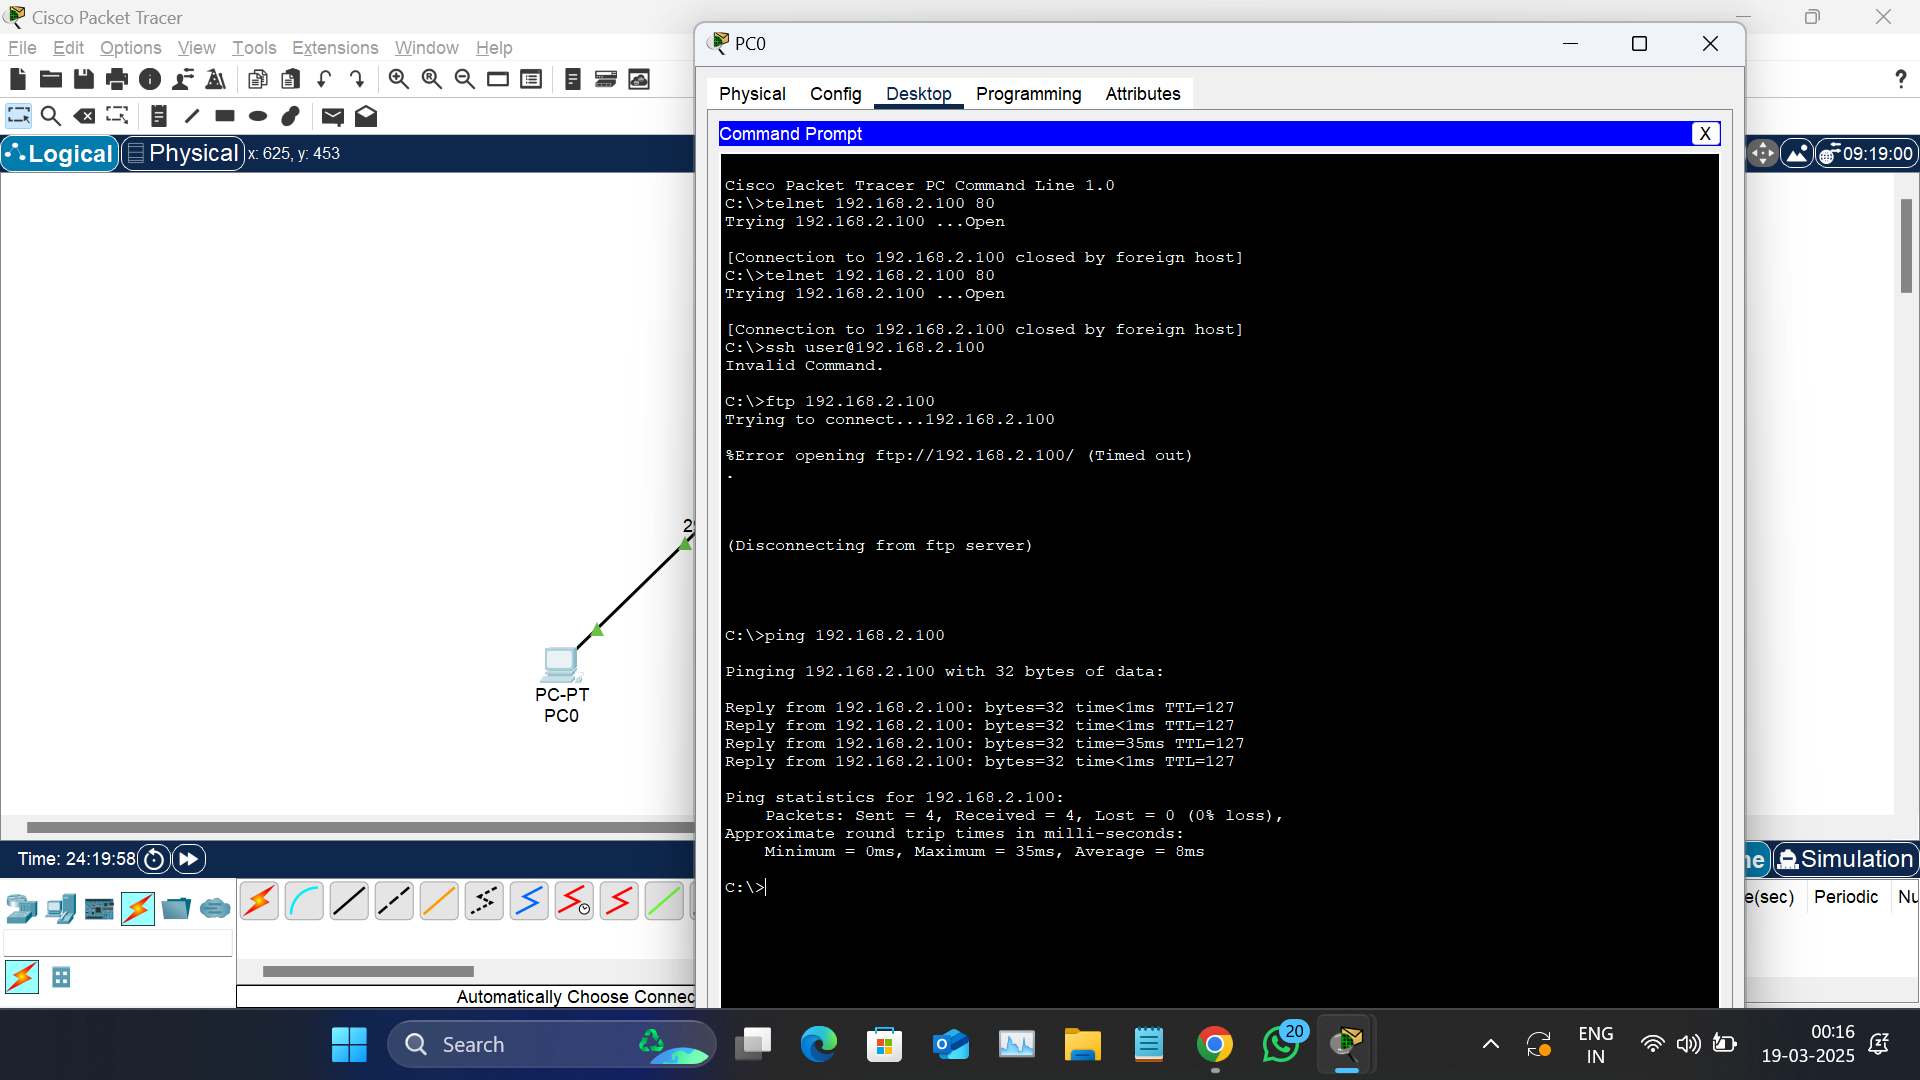 Cisco Packet Tracer
File Edit Options View Tools Extensions Window Help
?
Logical Physical x: 625, y: 453
09:19:00
PC0
Physical Config Desktop Programming Attributes
Command Prompt X
Cisco Packet Tracer PC Command Line 1.0
C:\>telnet 192.168.2.100 80
Trying 192.168.2.100 ...Open
[Connection to 192.168.2.100 closed by foreign host]
C:\>telnet 192.168.2.100 80
Trying 192.168.2.100 ...Open
[Connection to 192.168.2.100 closed by foreign host]
C:\>ssh user@192.168.2.100
Invalid Command.
C:\>ftp 192.168.2.100
Trying to connect...192.168.2.100
%Error opening ftp://192.168.2.100/ (Timed out)
.
(Disconnecting from ftp server)
C:\>ping 192.168.2.100
Pinging 192.168.2.100 with 32 bytes of data:
Reply from 192.168.2.100: bytes=32 time<1ms TTL=127
Reply from 192.168.2.100: bytes=32 time<1ms TTL=127
Reply from 192.168.2.100: bytes=32 time=35ms TTL=127
Reply from 192.168.2.100: bytes=32 time<1ms TTL=127
Ping statistics for 192.168.2.100:
Packets: Sent = 4, Received = 4, Lost = 0 (0% loss),
Approximate round trip times in milli-seconds:
Minimum = 0ms, Maximum = 35ms, Average = 8ms
C:\>
PC-PT
PC0
Time: 24:19:58
Simulation
e(sec) Periodic Nu
Automatically Choose Connec
Search
20
ENG
IN
00:16
19-03-2025